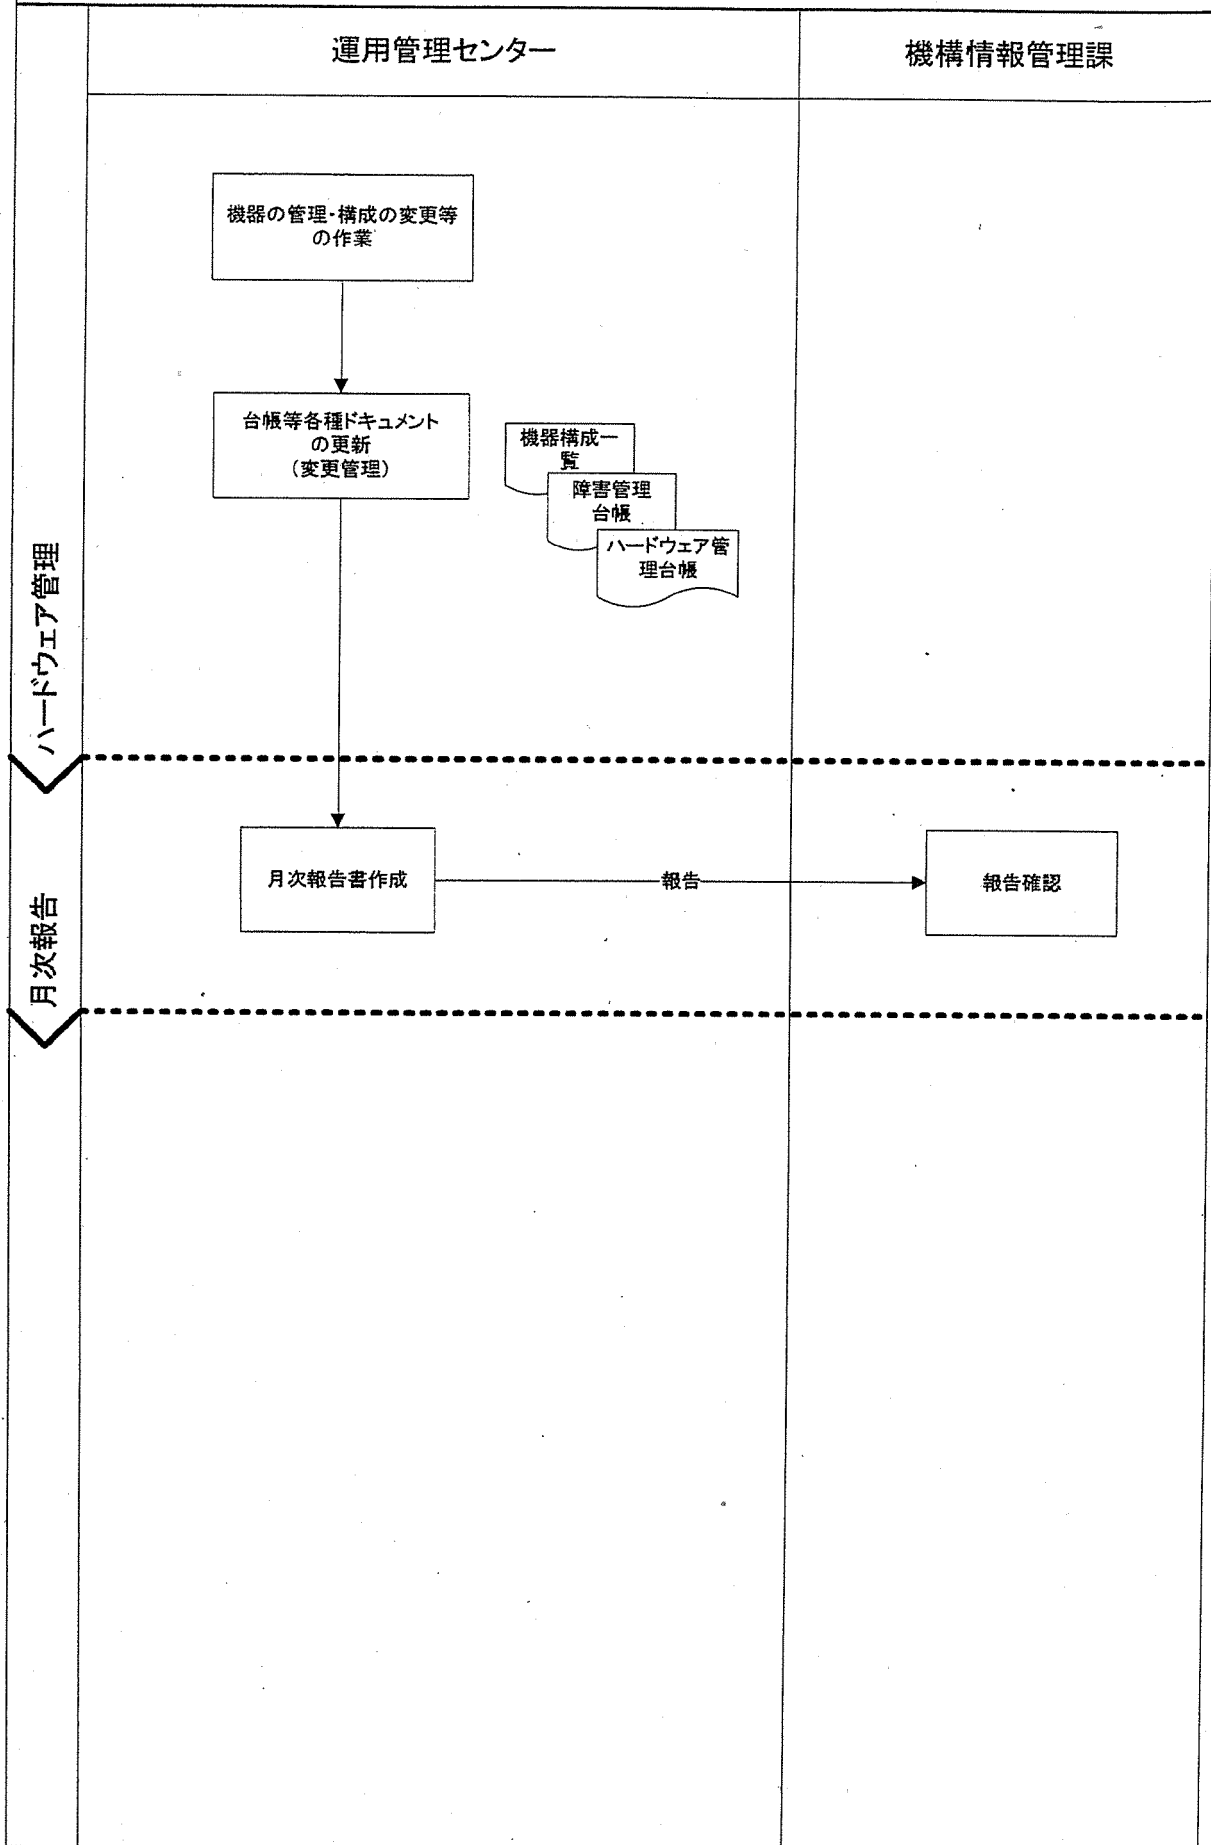 運用管理センター
機構情報管理課
機器の管理・構成の変更等
の作業
台帳等各種ドキュメント
の更新
（変更管理）
機器構成一
覧
障害管理
台帳
ハードウェア管
理台帳
ハードウェア管理
月次報告書作成
報告
報告確認
月次報告